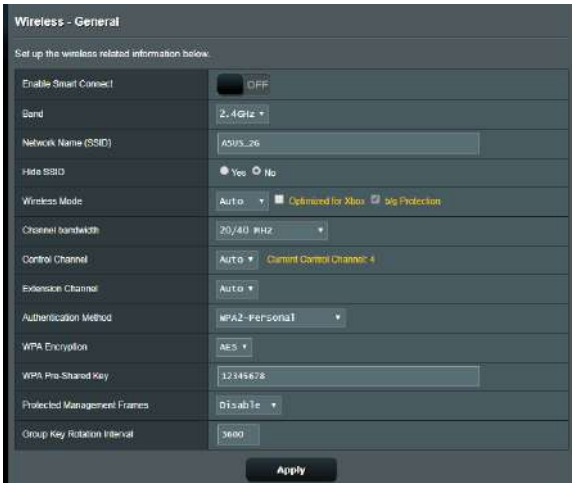 Wireless - General
Set up the wireless related information below.
Enable Smart Connect OFF
Band 2.4GHz
Network Name (SSID) ASUS_2G
Hide SSID Yes No
Wireless Mode Auto Optimized for Xbox b/g Protection
Channel bandwidth 20/40 MHz
Control Channel Auto Current Control Channel: 4
Extension Channel Auto
Authentication Method WPA2-Personal
WPA Encryption AES
WPA Pre-Shared Key 12345678
Protected Management Frames Disable
Group Key Rotation Interval 3600
Apply